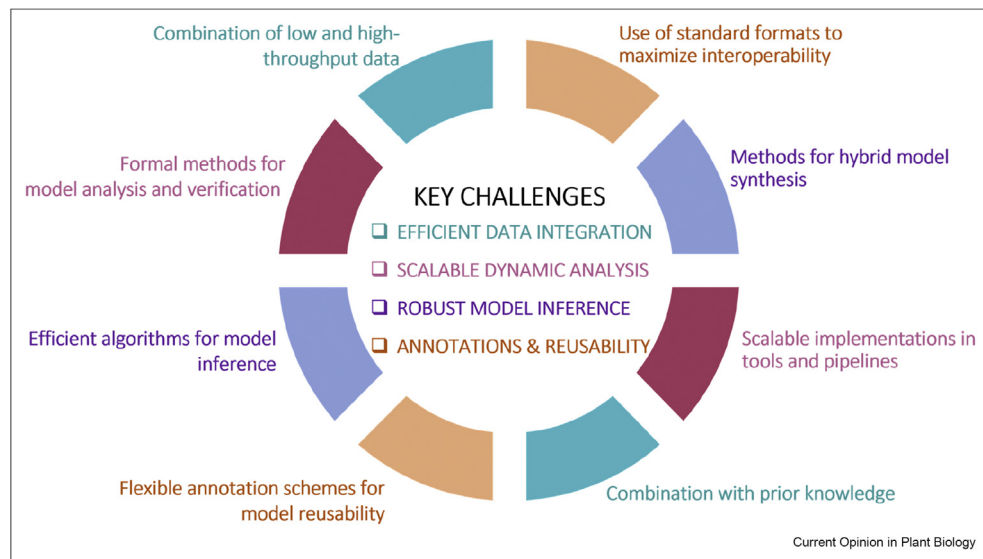 Combination of low and high-
throughput data
Use of standard formats to
maximize interoperability
Formal methods for
model analysis and verification
Methods for hybrid model
synthesis
KEY CHALLENGES
❑ EFFICIENT DATA INTEGRATION
❑ SCALABLE DYNAMIC ANALYSIS
❑ ROBUST MODEL INFERENCE
❑ ANNOTATIONS & REUSABILITY
Efficient algorithms for model
inference
Scalable implementations in
tools and pipelines
Flexible annotation schemes for
model reusability
Combination with prior knowledge
Current Opinion in Plant Biology